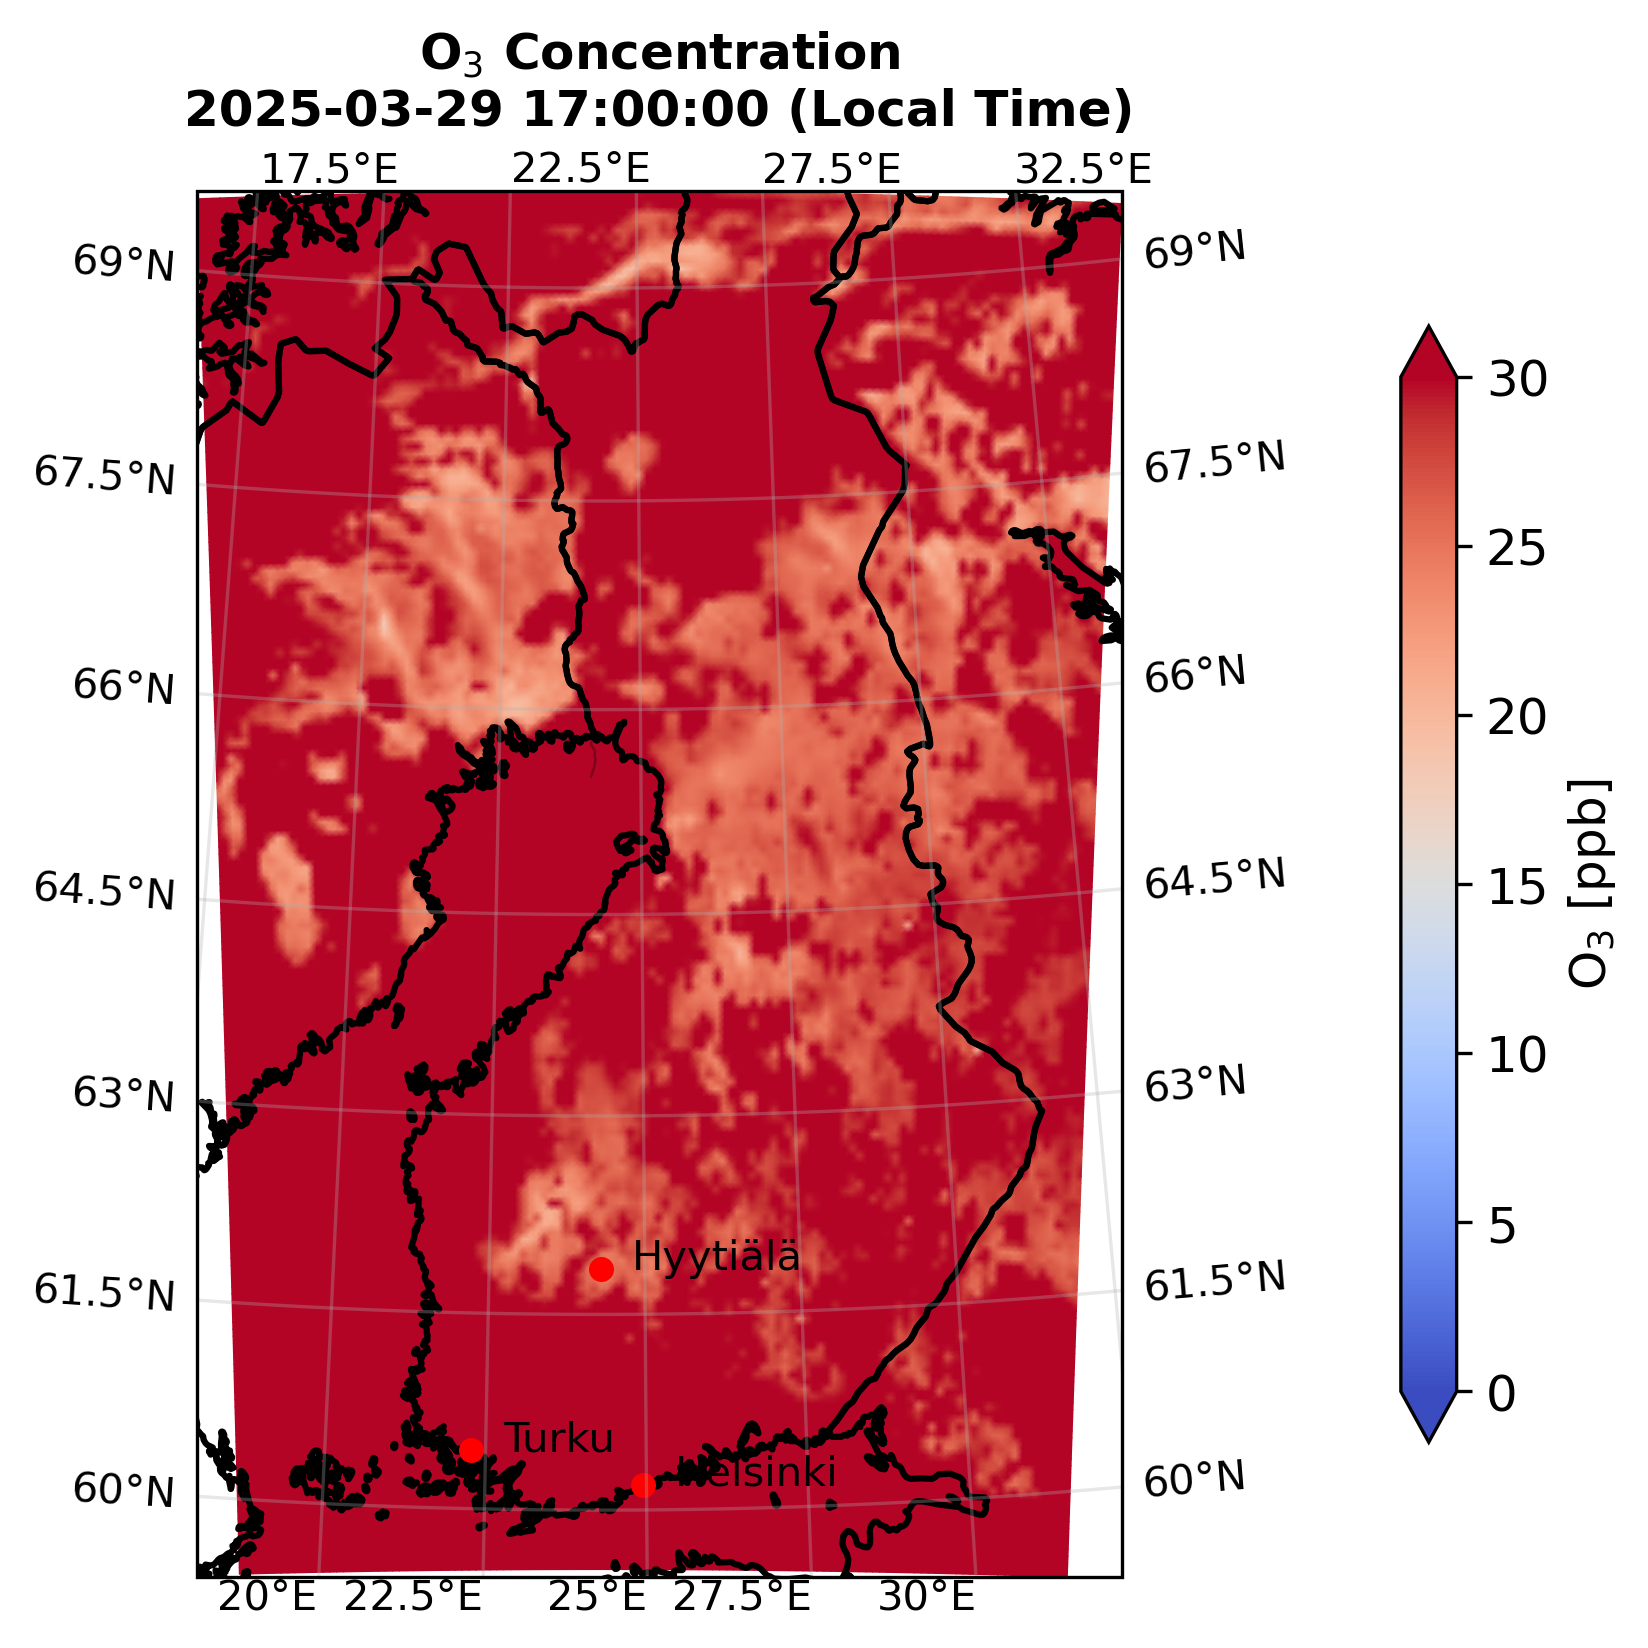 O₃ Concentration
2025-03-29 17:00:00 (Local Time)
17.5°E 22.5°E 27.5°E 32.5°E
69°N 69°N
67.5°N 67.5°N
66°N 66°N
64.5°N 64.5°N
63°N 63°N
61.5°N 61.5°N
60°N 60°N
Hyytiälä
Turku
Helsinki
20°E 22.5°E 25°E 27.5°E 30°E
30
25
20
15
10
5
0
O₃ [ppb]